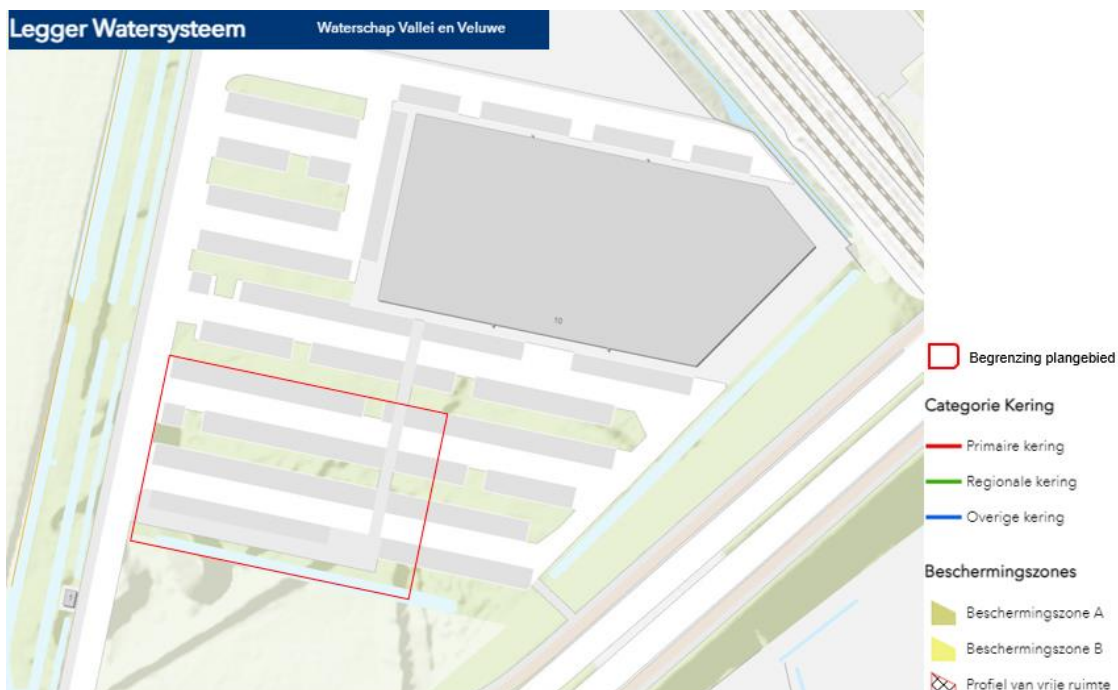 Legger Watersysteem Waterschap Vallei en Veluwe
10
Begrenzing plangebied
Categorie Kering
Primaire kering
Regionale kering
Overige kering
Beschermingszones
Beschermingszone A
Beschermingszone B
Profiel van vrije ruimte